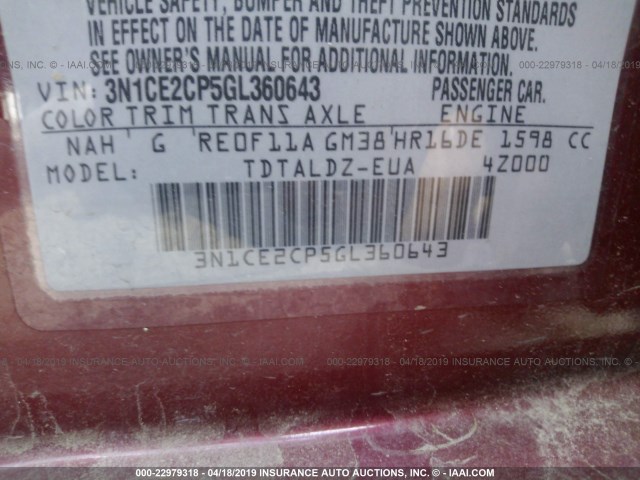 VEHICLE SAFETY, BUMPER AND THEFT PREVENTION STANDARDS
IN EFFECT ON THE DATE OF MANUFACTURE SHOWN ABOVE.
SEE OWNER'S MANUAL FOR ADDITIONAL INFORMATION.
VIN: 3N1CE2CP5GL360643 PASSENGER CAR.
COLOR TRIM TRANS AXLE ENGINE
NAH G RE0F11A GM38 HR16DE 1598 CC
MODEL: TDTALDZ-EUA 4Z000
3N1CE2CP5GL360643
000-22979318 - 04/18/2019 INSURANCE AUTO AUCTIONS, INC. - IAAI.COM